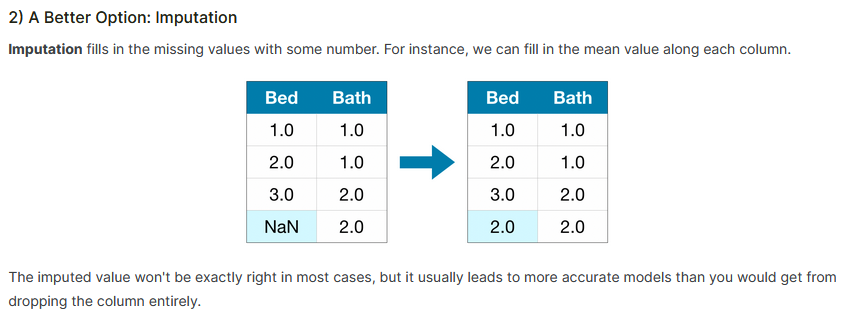 2) A Better Option: Imputation
Imputation fills in the missing values with some number. For instance, we can fill in the mean value along each column.
Bed Bath Bed Bath
1.0 1.0 1.0 1.0
2.0 1.0 2.0 1.0
3.0 2.0 3.0 2.0
NaN 2.0 2.0 2.0
The imputed value won't be exactly right in most cases, but it usually leads to more accurate models than you would get from
dropping the column entirely.